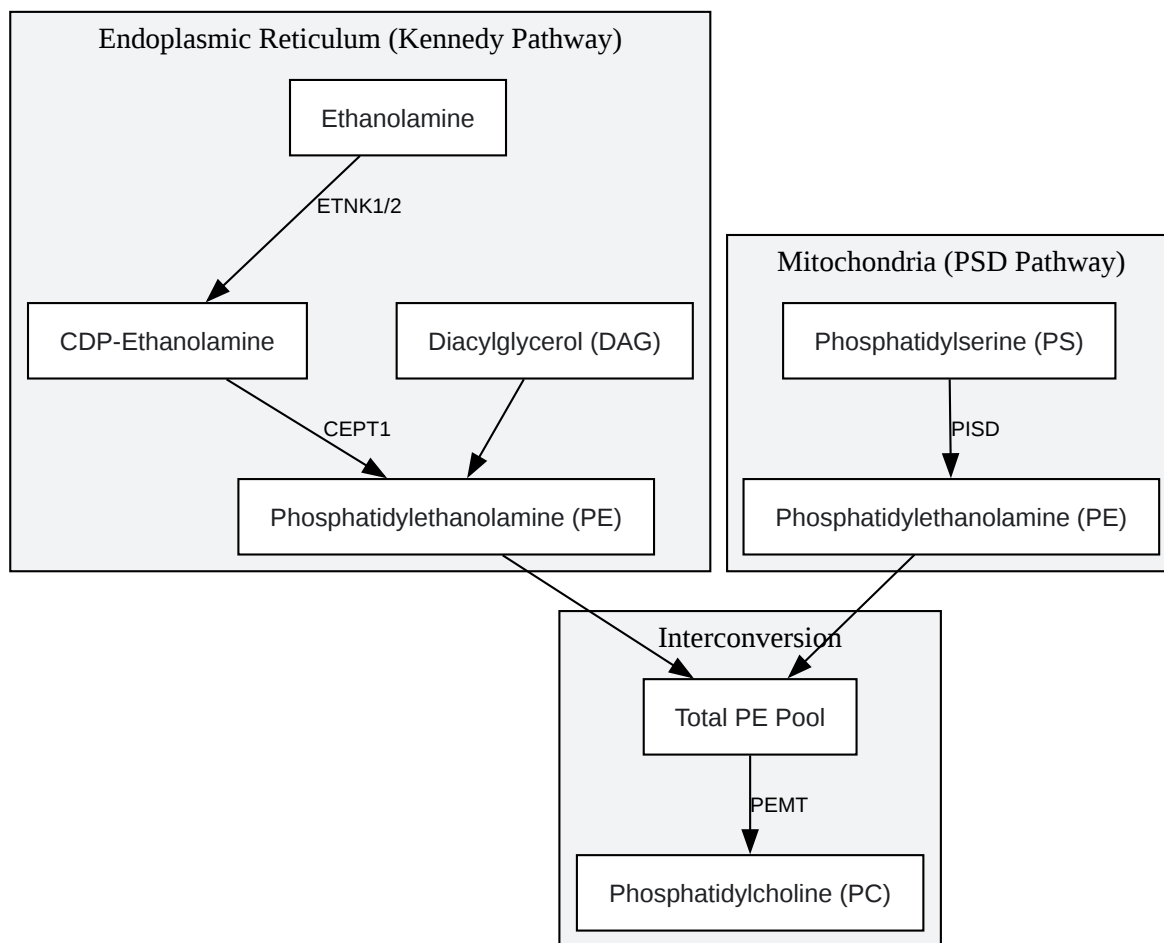 Endoplasmic Reticulum (Kennedy Pathway)
Ethanolamine
ETNK1/2
CDP-Ethanolamine
Diacylglycerol (DAG)
CEPT1
Phosphatidylethanolamine (PE)
Mitochondria (PSD Pathway)
Phosphatidylserine (PS)
PISD
Phosphatidylethanolamine (PE)
Interconversion
Total PE Pool
PEMT
Phosphatidylcholine (PC)